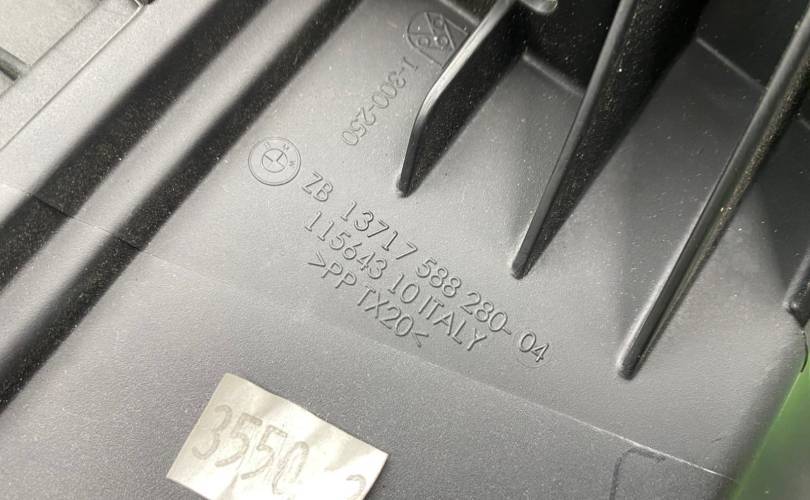 1-300-250
ZB 13717 588 280-04
115643 10 ITALY
>PP TX20<
3550